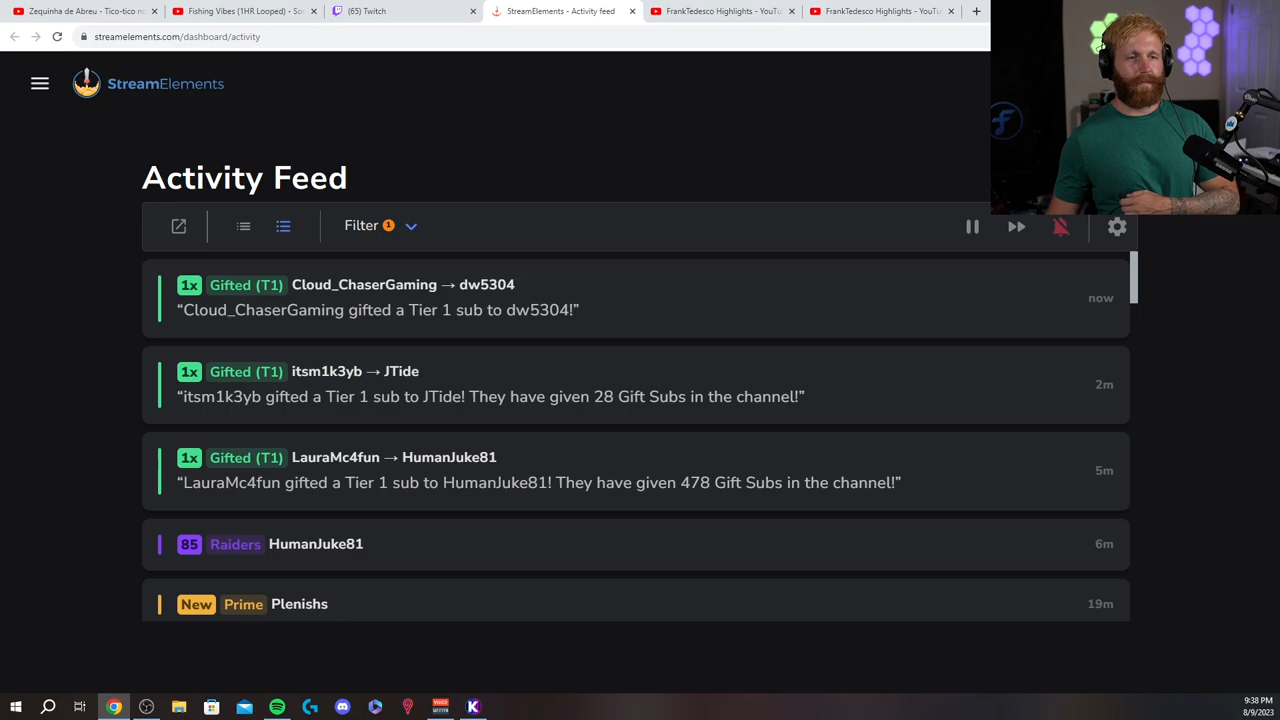 Zequinha de Abreu - Tico-tico n
Fishing Vibes (1HR Looped) - So
(65) Twitch
StreamElements - Activity feed
FrankTedesco Highlights - YouTu
FrankTedesco Highlights - YouTu
streamelements.com/dashboard/activity
StreamElements
Activity Feed
Filter 1
1x Gifted (T1) Cloud_ChaserGaming → dw5304
“Cloud_ChaserGaming gifted a Tier 1 sub to dw5304!”
now
1x Gifted (T1) itsm1k3yb → JTide
“itsm1k3yb gifted a Tier 1 sub to JTide! They have given 28 Gift Subs in the channel!”
2m
1x Gifted (T1) LauraMc4fun → HumanJuke81
“LauraMc4fun gifted a Tier 1 sub to HumanJuke81! They have given 478 Gift Subs in the channel!”
5m
85 Raiders HumanJuke81
6m
New Prime Plenishs
19m
9:38 PM
8/9/2023